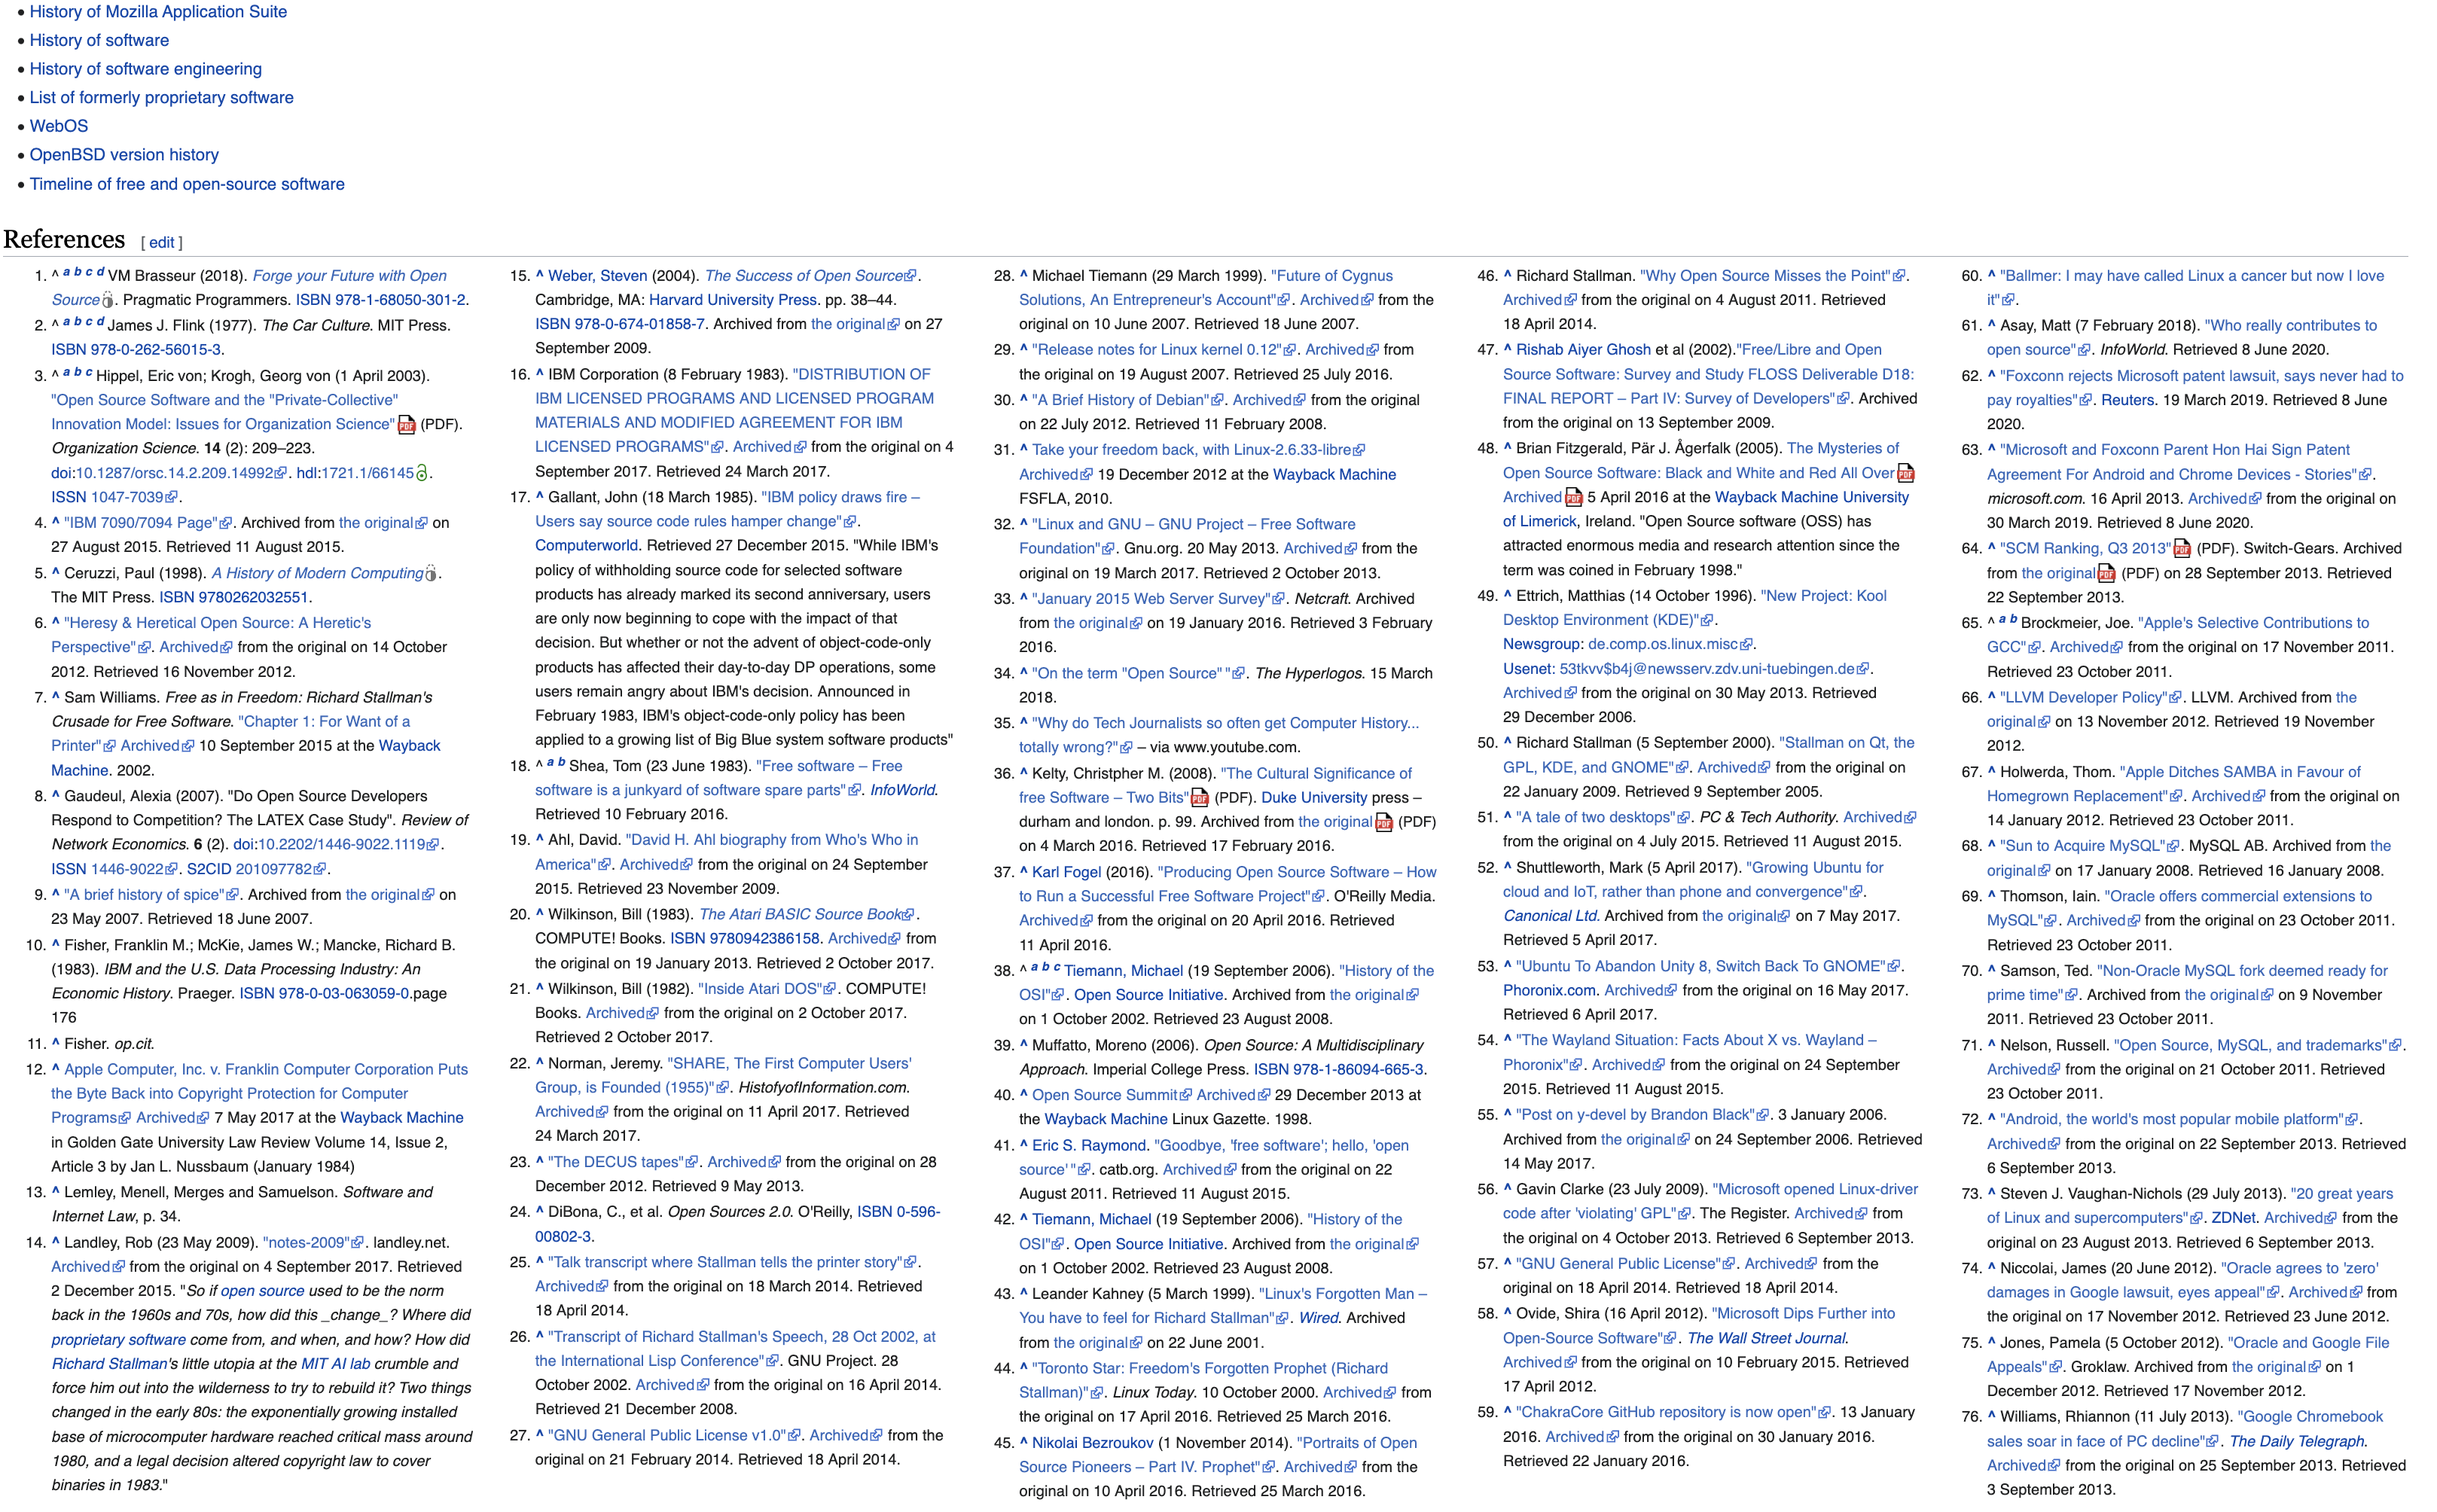 • History of Mozilla Application Suite
• History of software
• History of software engineering
• List of formerly proprietary software
• WebOS
• OpenBSD version history
• Timeline of free and open-source software
References [ edit ]
1. ^ a b c d VM Brasseur (2018). Forge your Future with Open
Source. Pragmatic Programmers. ISBN 978-1-68050-301-2.
2. ^ a b c d James J. Flink (1977). The Car Culture. MIT Press.
ISBN 978-0-262-56015-3.
3. ^ a b c Hippel, Eric von; Krogh, Georg von (1 April 2003).
"Open Source Software and the "Private-Collective"
Innovation Model: Issues for Organization Science" (PDF).
Organization Science. 14 (2): 209–223.
doi:10.1287/orsc.14.2.209.14992. hdl:1721.1/66145.
ISSN 1047-7039.
4. ^ "IBM 7090/7094 Page". Archived from the original on
27 August 2015. Retrieved 11 August 2015.
5. ^ Ceruzzi, Paul (1998). A History of Modern Computing.
The MIT Press. ISBN 9780262032551.
6. ^ "Heresy & Heretical Open Source: A Heretic's
Perspective". Archived from the original on 14 October
2012. Retrieved 16 November 2012.
7. ^ Sam Williams. Free as in Freedom: Richard Stallman's
Crusade for Free Software. "Chapter 1: For Want of a
Printer" Archived 10 September 2015 at the Wayback
Machine. 2002.
8. ^ Gaudeul, Alexia (2007). "Do Open Source Developers
Respond to Competition? The LATEX Case Study". Review of
Network Economics. 6 (2). doi:10.2202/1446-9022.1119.
ISSN 1446-9022. S2CID 201097782.
9. ^ "A brief history of spice". Archived from the original on
23 May 2007. Retrieved 18 June 2007.
10. ^ Fisher, Franklin M.; McKie, James W.; Mancke, Richard B.
(1983). IBM and the U.S. Data Processing Industry: An
Economic History. Praeger. ISBN 978-0-03-063059-0.page
176
11. ^ Fisher. op.cit.
12. ^ Apple Computer, Inc. v. Franklin Computer Corporation Puts
the Byte Back into Copyright Protection for Computer
Programs Archived 7 May 2017 at the Wayback Machine
in Golden Gate University Law Review Volume 14, Issue 2,
Article 3 by Jan L. Nussbaum (January 1984)
13. ^ Lemley, Menell, Merges and Samuelson. Software and
Internet Law, p. 34.
14. ^ Landley, Rob (23 May 2009). "notes-2009". landley.net.
Archived from the original on 4 September 2017. Retrieved
2 December 2015. "So if open source used to be the norm
back in the 1960s and 70s, how did this _change_? Where did
proprietary software come from, and when, and how? How did
Richard Stallman's little utopia at the MIT AI lab crumble and
force him out into the wilderness to try to rebuild it? Two things
changed in the early 80s: the exponentially growing installed
base of microcomputer hardware reached critical mass around
1980, and a legal decision altered copyright law to cover
binaries in 1983."
15. ^ Weber, Steven (2004). The Success of Open Source.
Cambridge, MA: Harvard University Press. pp. 38–44.
ISBN 978-0-674-01858-7. Archived from the original on 27
September 2009.
16. ^ IBM Corporation (8 February 1983). "DISTRIBUTION OF
IBM LICENSED PROGRAMS AND LICENSED PROGRAM
MATERIALS AND MODIFIED AGREEMENT FOR IBM
LICENSED PROGRAMS". Archived from the original on 4
September 2017. Retrieved 24 March 2017.
17. ^ Gallant, John (18 March 1985). "IBM policy draws fire –
Users say source code rules hamper change".
Computerworld. Retrieved 27 December 2015. "While IBM's
policy of withholding source code for selected software
products has already marked its second anniversary, users
are only now beginning to cope with the impact of that
decision. But whether or not the advent of object-code-only
products has affected their day-to-day DP operations, some
users remain angry about IBM's decision. Announced in
February 1983, IBM's object-code-only policy has been
applied to a growing list of Big Blue system software products"
18. ^ a b Shea, Tom (23 June 1983). "Free software – Free
software is a junkyard of software spare parts". InfoWorld.
Retrieved 10 February 2016.
19. ^ Ahl, David. "David H. Ahl biography from Who's Who in
America". Archived from the original on 24 September
2015. Retrieved 23 November 2009.
20. ^ Wilkinson, Bill (1983). The Atari BASIC Source Book.
COMPUTE! Books. ISBN 9780942386158. Archived from
the original on 19 January 2013. Retrieved 2 October 2017.
21. ^ Wilkinson, Bill (1982). "Inside Atari DOS". COMPUTE!
Books. Archived from the original on 2 October 2017.
Retrieved 2 October 2017.
22. ^ Norman, Jeremy. "SHARE, The First Computer Users'
Group, is Founded (1955)". HistofyofInformation.com.
Archived from the original on 11 April 2017. Retrieved
24 March 2017.
23. ^ "The DECUS tapes". Archived from the original on 28
December 2012. Retrieved 9 May 2013.
24. ^ DiBona, C., et al. Open Sources 2.0. O'Reilly, ISBN 0-596-
00802-3.
25. ^ "Talk transcript where Stallman tells the printer story".
Archived from the original on 18 March 2014. Retrieved
18 April 2014.
26. ^ "Transcript of Richard Stallman's Speech, 28 Oct 2002, at
the International Lisp Conference". GNU Project. 28
October 2002. Archived from the original on 16 April 2014.
Retrieved 21 December 2008.
27. ^ "GNU General Public License v1.0". Archived from the
original on 21 February 2014. Retrieved 18 April 2014.
28. ^ Michael Tiemann (29 March 1999). "Future of Cygnus
Solutions, An Entrepreneur's Account". Archived from the
original on 10 June 2007. Retrieved 18 June 2007.
29. ^ "Release notes for Linux kernel 0.12". Archived from
the original on 19 August 2007. Retrieved 25 July 2016.
30. ^ "A Brief History of Debian". Archived from the original
on 22 July 2012. Retrieved 11 February 2008.
31. ^ Take your freedom back, with Linux-2.6.33-libre
Archived 19 December 2012 at the Wayback Machine
FSFLA, 2010.
32. ^ "Linux and GNU – GNU Project – Free Software
Foundation". Gnu.org. 20 May 2013. Archived from the
original on 19 March 2017. Retrieved 2 October 2013.
33. ^ "January 2015 Web Server Survey". Netcraft. Archived
from the original on 19 January 2016. Retrieved 3 February
2016.
34. ^ "On the term "Open Source" ". The Hyperlogos. 15 March
2018.
35. ^ "Why do Tech Journalists so often get Computer History...
totally wrong?" – via www.youtube.com.
36. ^ Kelty, Christpher M. (2008). "The Cultural Significance of
free Software – Two Bits" (PDF). Duke University press –
durham and london. p. 99. Archived from the original (PDF)
on 4 March 2016. Retrieved 17 February 2016.
37. ^ Karl Fogel (2016). "Producing Open Source Software – How
to Run a Successful Free Software Project". O'Reilly Media.
Archived from the original on 20 April 2016. Retrieved
11 April 2016.
38. ^ a b c Tiemann, Michael (19 September 2006). "History of the
OSI". Open Source Initiative. Archived from the original
on 1 October 2002. Retrieved 23 August 2008.
39. ^ Muffatto, Moreno (2006). Open Source: A Multidisciplinary
Approach. Imperial College Press. ISBN 978-1-86094-665-3.
40. ^ Open Source Summit Archived 29 December 2013 at
the Wayback Machine Linux Gazette. 1998.
41. ^ Eric S. Raymond. "Goodbye, 'free software'; hello, 'open
source' ". catb.org. Archived from the original on 22
August 2011. Retrieved 11 August 2015.
42. ^ Tiemann, Michael (19 September 2006). "History of the
OSI". Open Source Initiative. Archived from the original
on 1 October 2002. Retrieved 23 August 2008.
43. ^ Leander Kahney (5 March 1999). "Linux's Forgotten Man –
You have to feel for Richard Stallman". Wired. Archived
from the original on 22 June 2001.
44. ^ "Toronto Star: Freedom's Forgotten Prophet (Richard
Stallman)". Linux Today. 10 October 2000. Archived from
the original on 17 April 2016. Retrieved 25 March 2016.
45. ^ Nikolai Bezroukov (1 November 2014). "Portraits of Open
Source Pioneers – Part IV. Prophet". Archived from the
original on 10 April 2016. Retrieved 25 March 2016.
46. ^ Richard Stallman. "Why Open Source Misses the Point".
Archived from the original on 4 August 2011. Retrieved
18 April 2014.
47. ^ Rishab Aiyer Ghosh et al (2002)."Free/Libre and Open
Source Software: Survey and Study FLOSS Deliverable D18:
FINAL REPORT – Part IV: Survey of Developers". Archived
from the original on 13 September 2009.
48. ^ Brian Fitzgerald, Pär J. Ågerfalk (2005). The Mysteries of
Open Source Software: Black and White and Red All Over
Archived 5 April 2016 at the Wayback Machine University
of Limerick, Ireland. "Open Source software (OSS) has
attracted enormous media and research attention since the
term was coined in February 1998."
49. ^ Ettrich, Matthias (14 October 1996). "New Project: Kool
Desktop Environment (KDE)".
Newsgroup: de.comp.os.linux.misc.
Usenet: 53tkvv$b4j@newsserv.zdv.uni-tuebingen.de.
Archived from the original on 30 May 2013. Retrieved
29 December 2006.
50. ^ Richard Stallman (5 September 2000). "Stallman on Qt, the
GPL, KDE, and GNOME". Archived from the original on
22 January 2009. Retrieved 9 September 2005.
51. ^ "A tale of two desktops". PC & Tech Authority. Archived
from the original on 4 July 2015. Retrieved 11 August 2015.
52. ^ Shuttleworth, Mark (5 April 2017). "Growing Ubuntu for
cloud and IoT, rather than phone and convergence".
Canonical Ltd. Archived from the original on 7 May 2017.
Retrieved 5 April 2017.
53. ^ "Ubuntu To Abandon Unity 8, Switch Back To GNOME".
Phoronix.com. Archived from the original on 16 May 2017.
Retrieved 6 April 2017.
54. ^ "The Wayland Situation: Facts About X vs. Wayland –
Phoronix". Archived from the original on 24 September
2015. Retrieved 11 August 2015.
55. ^ "Post on y-devel by Brandon Black". 3 January 2006.
Archived from the original on 24 September 2006. Retrieved
14 May 2017.
56. ^ Gavin Clarke (23 July 2009). "Microsoft opened Linux-driver
code after 'violating' GPL". The Register. Archived from
the original on 4 October 2013. Retrieved 6 September 2013.
57. ^ "GNU General Public License". Archived from the
original on 18 April 2014. Retrieved 18 April 2014.
58. ^ Ovide, Shira (16 April 2012). "Microsoft Dips Further into
Open-Source Software". The Wall Street Journal.
Archived from the original on 10 February 2015. Retrieved
17 April 2012.
59. ^ "ChakraCore GitHub repository is now open". 13 January
2016. Archived from the original on 30 January 2016.
Retrieved 22 January 2016.
60. ^ "Ballmer: I may have called Linux a cancer but now I love
it".
61. ^ Asay, Matt (7 February 2018). "Who really contributes to
open source". InfoWorld. Retrieved 8 June 2020.
62. ^ "Foxconn rejects Microsoft patent lawsuit, says never had to
pay royalties". Reuters. 19 March 2019. Retrieved 8 June
2020.
63. ^ "Microsoft and Foxconn Parent Hon Hai Sign Patent
Agreement For Android and Chrome Devices - Stories".
microsoft.com. 16 April 2013. Archived from the original on
30 March 2019. Retrieved 8 June 2020.
64. ^ "SCM Ranking, Q3 2013" (PDF). Switch-Gears. Archived
from the original (PDF) on 28 September 2013. Retrieved
22 September 2013.
65. ^ a b Brockmeier, Joe. "Apple's Selective Contributions to
GCC". Archived from the original on 17 November 2011.
Retrieved 23 October 2011.
66. ^ "LLVM Developer Policy". LLVM. Archived from the
original on 13 November 2012. Retrieved 19 November
2012.
67. ^ Holwerda, Thom. "Apple Ditches SAMBA in Favour of
Homegrown Replacement". Archived from the original on
14 January 2012. Retrieved 23 October 2011.
68. ^ "Sun to Acquire MySQL". MySQL AB. Archived from the
original on 17 January 2008. Retrieved 16 January 2008.
69. ^ Thomson, Iain. "Oracle offers commercial extensions to
MySQL". Archived from the original on 23 October 2011.
Retrieved 23 October 2011.
70. ^ Samson, Ted. "Non-Oracle MySQL fork deemed ready for
prime time". Archived from the original on 9 November
2011. Retrieved 23 October 2011.
71. ^ Nelson, Russell. "Open Source, MySQL, and trademarks".
Archived from the original on 21 October 2011. Retrieved
23 October 2011.
72. ^ "Android, the world's most popular mobile platform".
Archived from the original on 22 September 2013. Retrieved
6 September 2013.
73. ^ Steven J. Vaughan-Nichols (29 July 2013). "20 great years
of Linux and supercomputers". ZDNet. Archived from the
original on 23 August 2013. Retrieved 6 September 2013.
74. ^ Niccolai, James (20 June 2012). "Oracle agrees to 'zero'
damages in Google lawsuit, eyes appeal". Archived from
the original on 17 November 2012. Retrieved 23 June 2012.
75. ^ Jones, Pamela (5 October 2012). "Oracle and Google File
Appeals". Groklaw. Archived from the original on 1
December 2012. Retrieved 17 November 2012.
76. ^ Williams, Rhiannon (11 July 2013). "Google Chromebook
sales soar in face of PC decline". The Daily Telegraph.
Archived from the original on 25 September 2013. Retrieved
3 September 2013.